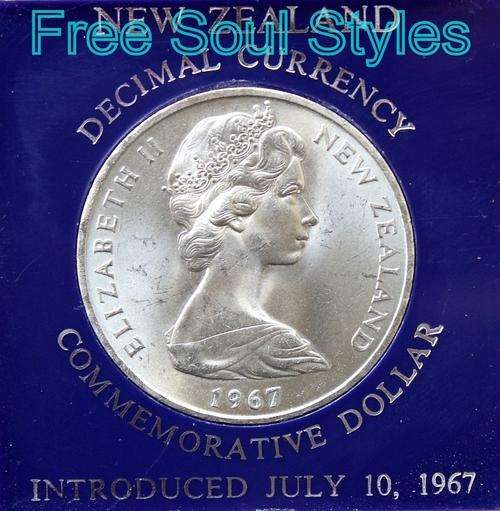 NEW ZEALAND
Free Soul Styles
DECIMAL CURRENCY
ELIZABETH II
NEW ZEALAND
1967
COMMEMORATIVE DOLLAR
INTRODUCED JULY 10, 1967